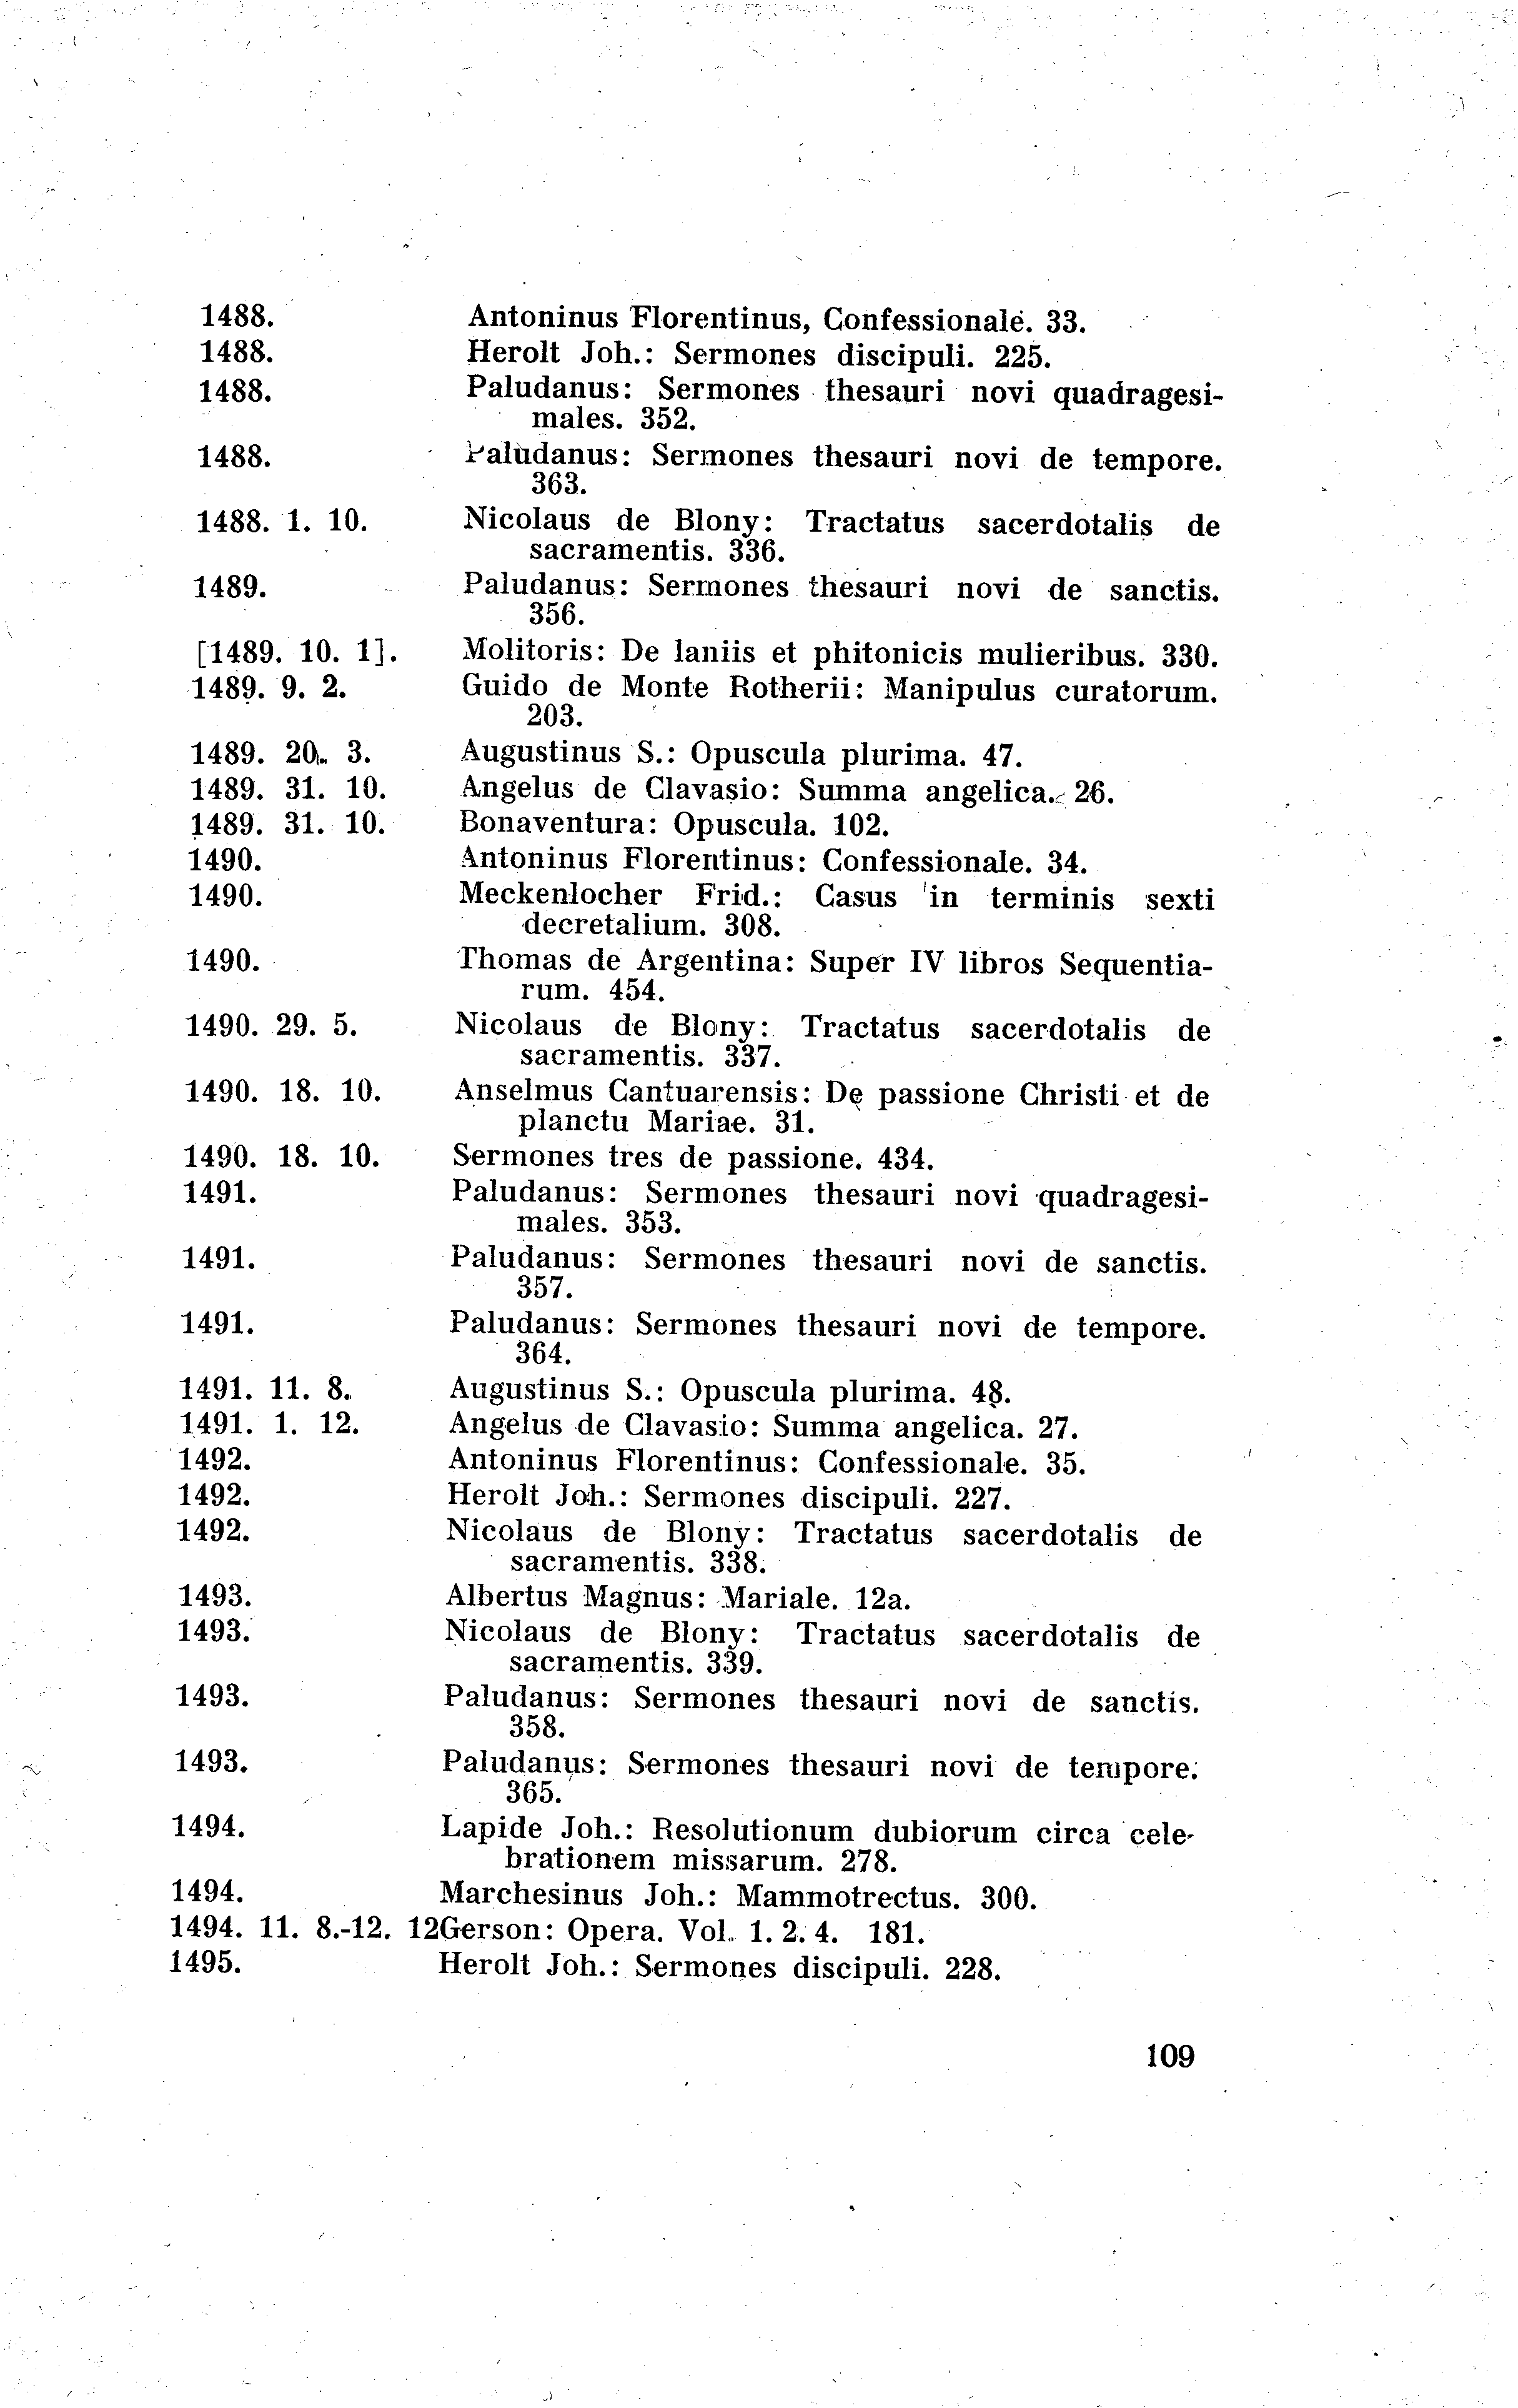 1488. Antoninus Florentinus, Confessionale. 33.
1488. Herolt Joh.: Sermones discipuli. 225.
1488. Paludanus: Sermones thesauri novi quadragesi-
males. 352.
1488. Paludanus: Sermones thesauri novi de tempore.
363.
1488. 1. 10. Nicolaus de Blony: Tractatus sacerdotalis de
sacramentis. 336.
1489. Paludanus: Sermones thesauri novi de sanctis.
356.
[1489. 10. 1]. Molitoris: De laniis et phitonicis mulieribus. 330.
1489. 9. 2. Guido de Monte Rotherii: Manipulus curatorum.
203.
1489. 20. 3. Augustinus S.: Opuscula plurima. 47.
1489. 31. 10. Angelus de Clavasio: Summa angelica. 26.
1489. 31. 10. Bonaventura: Opuscula. 102.
1490. Antoninus Florentinus: Confessionale. 34.
1490. Meckenlocher Frid.: Casus in terminis sexti
decretalium. 308.
1490. Thomas de Argentina: Super IV libros Sequentia-
rum. 454.
1490. 29. 5. Nicolaus de Blony: Tractatus sacerdotalis de
sacramentis. 337.
1490. 18. 10. Anselmus Cantuarensis: De passione Christi et de
planctu Mariae. 31.
1490. 18. 10. Sermones tres de passione. 434.
1491. Paludanus: Sermones thesauri novi quadragesi-
males. 353.
1491. Paludanus: Sermones thesauri novi de sanctis.
357.
1491. Paludanus: Sermones thesauri novi de tempore.
364.
1491. 11. 8. Augustinus S.: Opuscula plurima. 48.
1491. 1. 12. Angelus de Clavasio: Summa angelica. 27.
1492. Antoninus Florentinus: Confessionale. 35.
1492. Herolt Joh.: Sermones discipuli. 227.
1492. Nicolaus de Blony: Tractatus sacerdotalis de
sacramentis. 338.
1493. Albertus Magnus: Mariale. 12a.
1493. Nicolaus de Blony: Tractatus sacerdotalis de
sacramentis. 339.
1493. Paludanus: Sermones thesauri novi de sanctis.
358.
1493. Paludanus: Sermones thesauri novi de tempore.
365.
1494. Lapide Joh.: Resolutionum dubiorum circa cele-
brationem missarum. 278.
1494. Marchesinus Joh.: Mammotrectus. 300.
1494. 11. 8.-12. 12Gerson: Opera. Vol. 1. 2. 4. 181.
1495. Herolt Joh.: Sermones discipuli. 228.
109